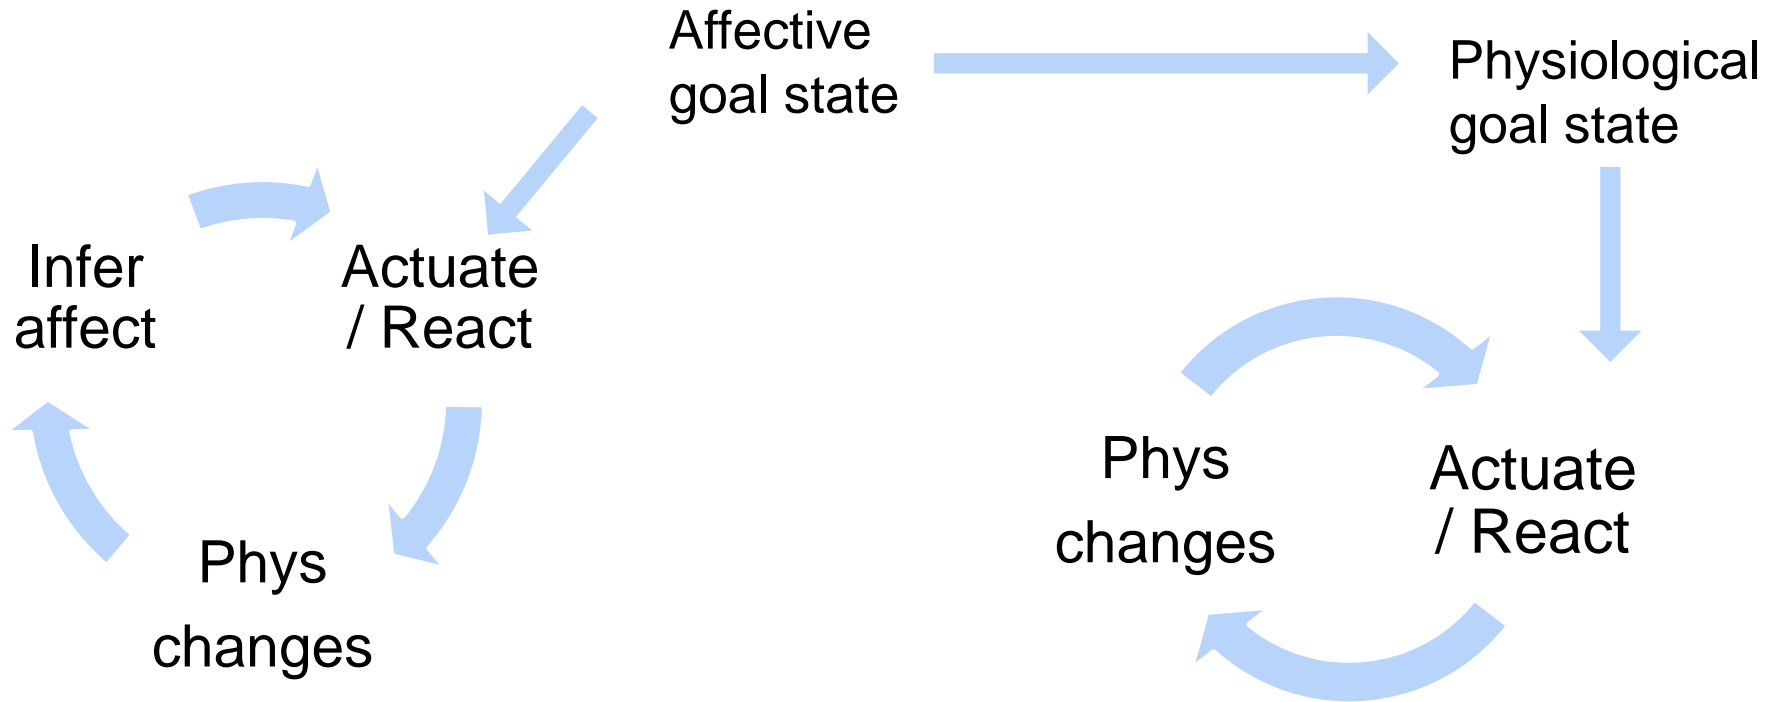 Affective
goal state
Physiological
goal state
Infer
affect
Actuate
/ React
Phys
changes
Phys
changes
Actuate
/ React